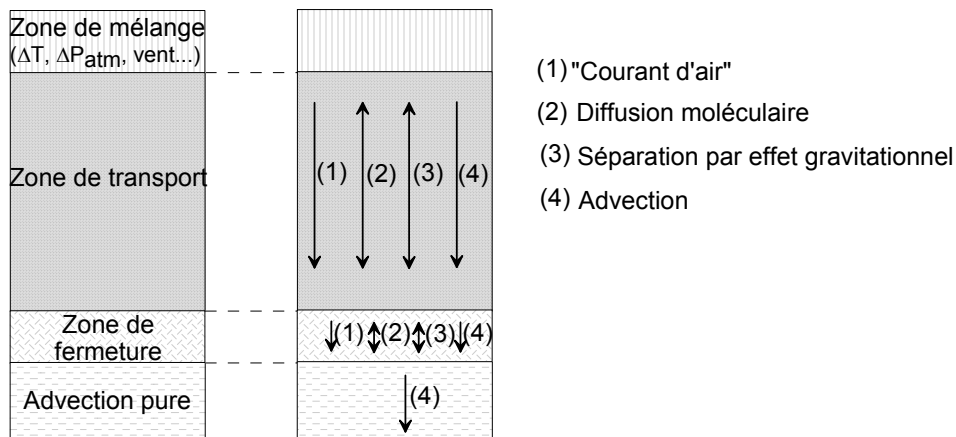 Zone de mélange
(ΔT, ΔPatm, vent...)
Zone de transport
Zone de
fermeture
Advection pure
(1) (2) (3) (4)
(1) (2) (3) (4)
(4)
(1) "Courant d'air"
(2) Diffusion moléculaire
(3) Séparation par effet gravitationnel
(4) Advection